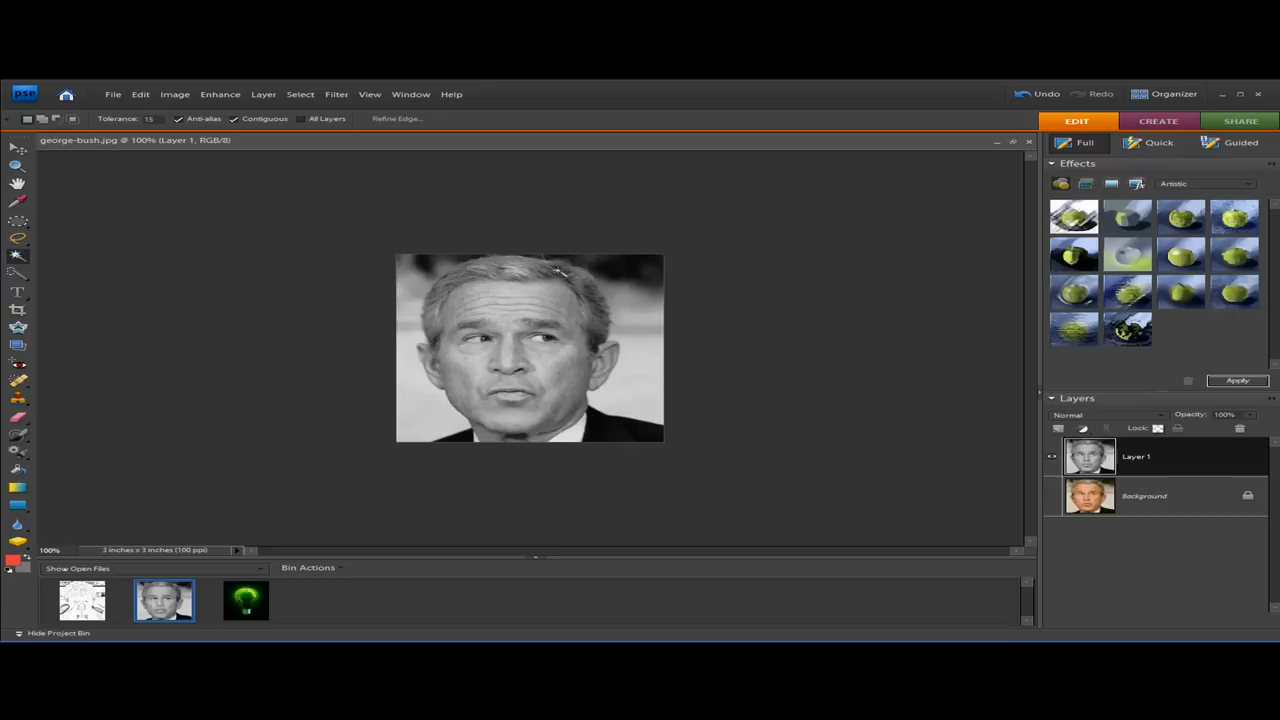 pse File Edit Image Enhance Layer Select Filter View Window Help Undo Redo Organizer
Tolerance: 15 Anti-alias Contiguous All Layers Refine Edge... EDIT CREATE SHARE
george-bush.jpg @ 100% (Layer 1, RGB/8) Full Quick Guided
Effects
Artistic
Apply
Layers
Normal Opacity: 100%
Lock:
Layer 1
Background
100% 3 inches x 3 inches (100 ppi)
Show Open Files Bin Actions
Hide Project Bin